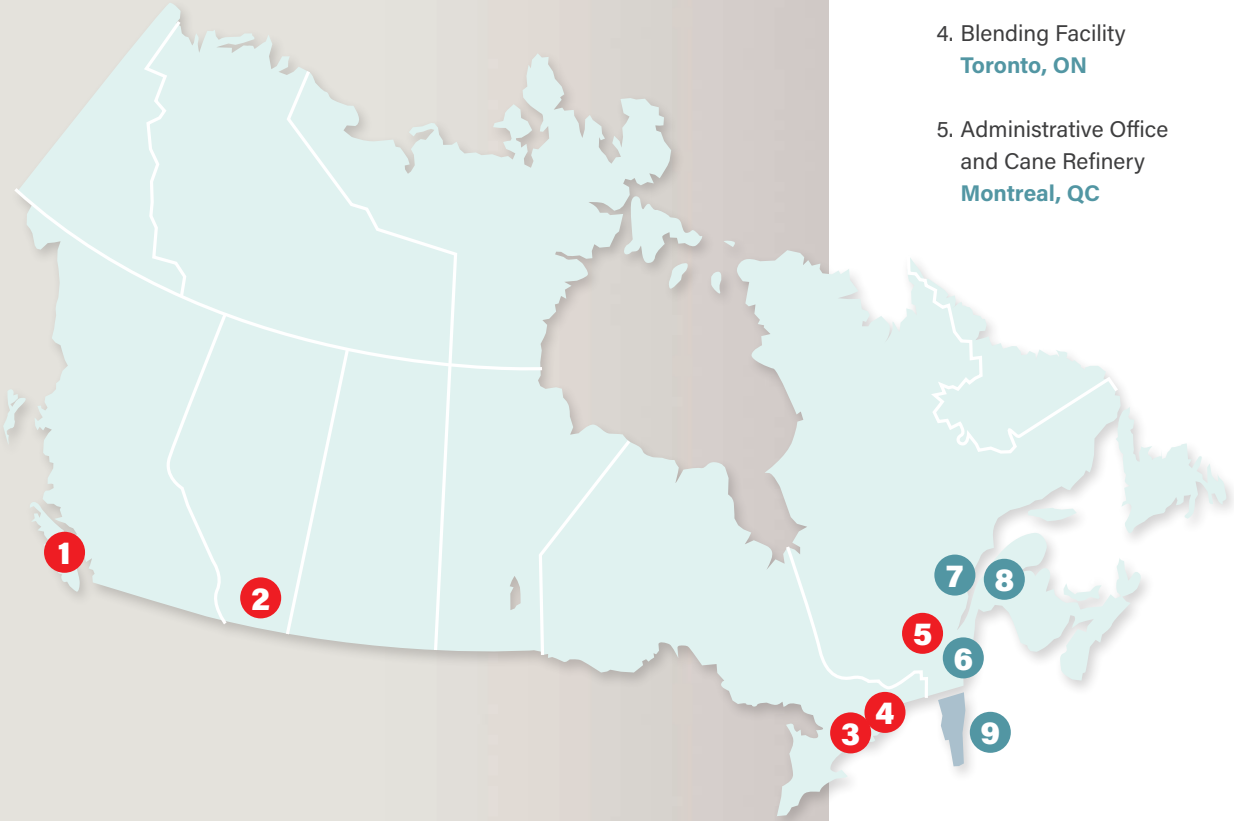 4. Blending Facility
Toronto, ON
5. Administrative Office
and Cane Refinery
Montreal, QC
1
2
3
4
5
6
7
8
9